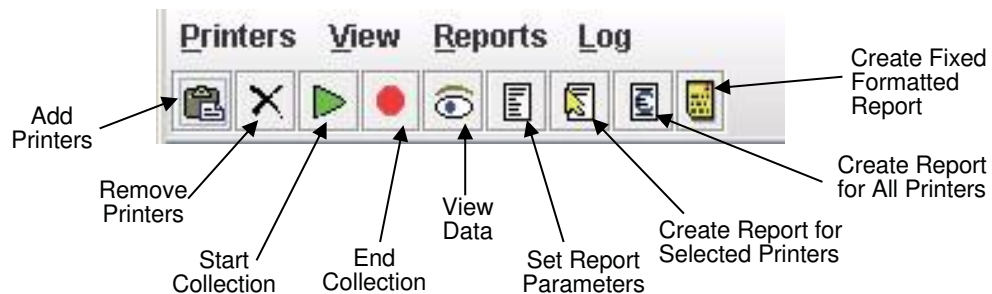 Printers View Reports Log
Add
Printers
Remove
Printers
Start
Collection
End
Collection
View
Data
Set Report
Parameters
Create Report for
Selected Printers
Create Report
for All Printers
Create Fixed
Formatted
Report